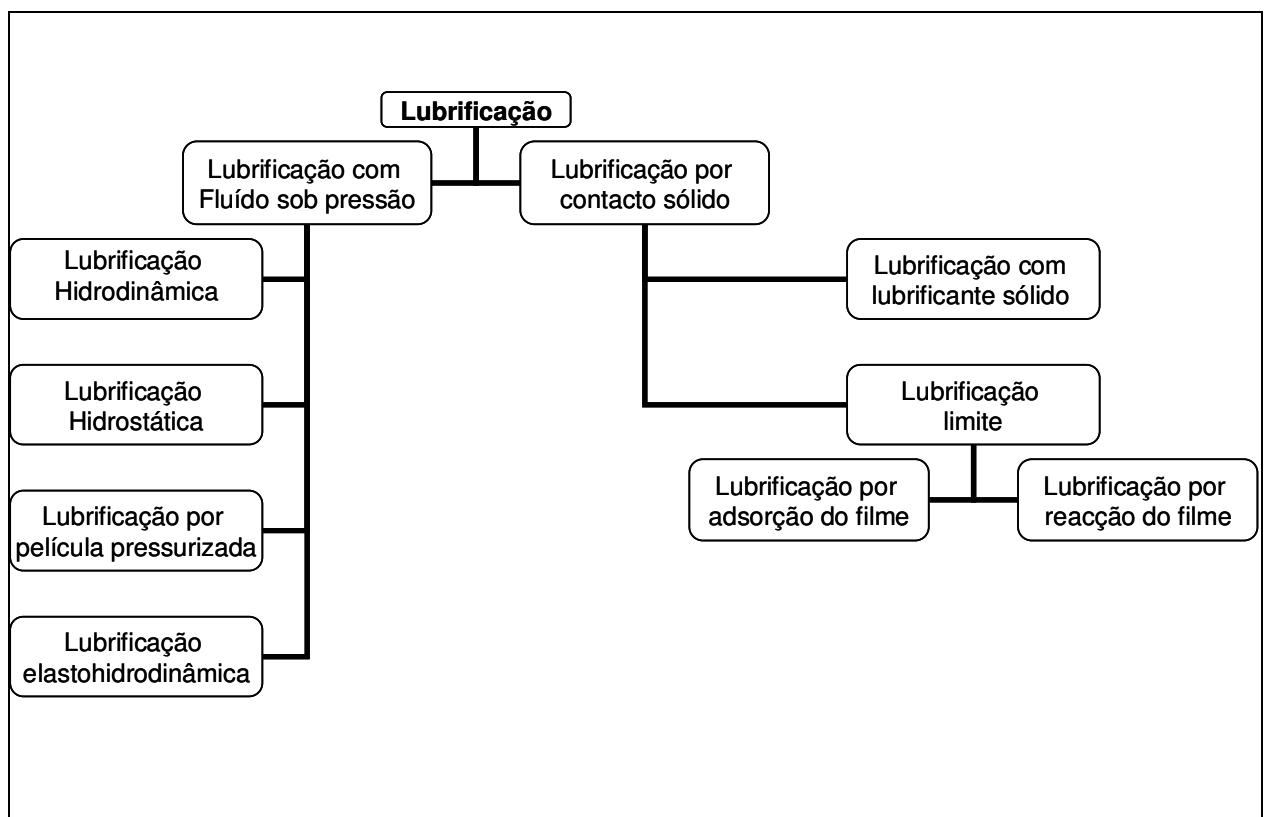 Lubrificação
Lubrificação com
Fluído sob pressão
Lubrificação por
contacto sólido
Lubrificação
Hidrodinâmica
Lubrificação
Hidrostática
Lubrificação por
película pressurizada
Lubrificação
elastohidrodinâmica
Lubrificação com
lubrificante sólido
Lubrificação
limite
Lubrificação por
adsorção do filme
Lubrificação por
reacção do filme